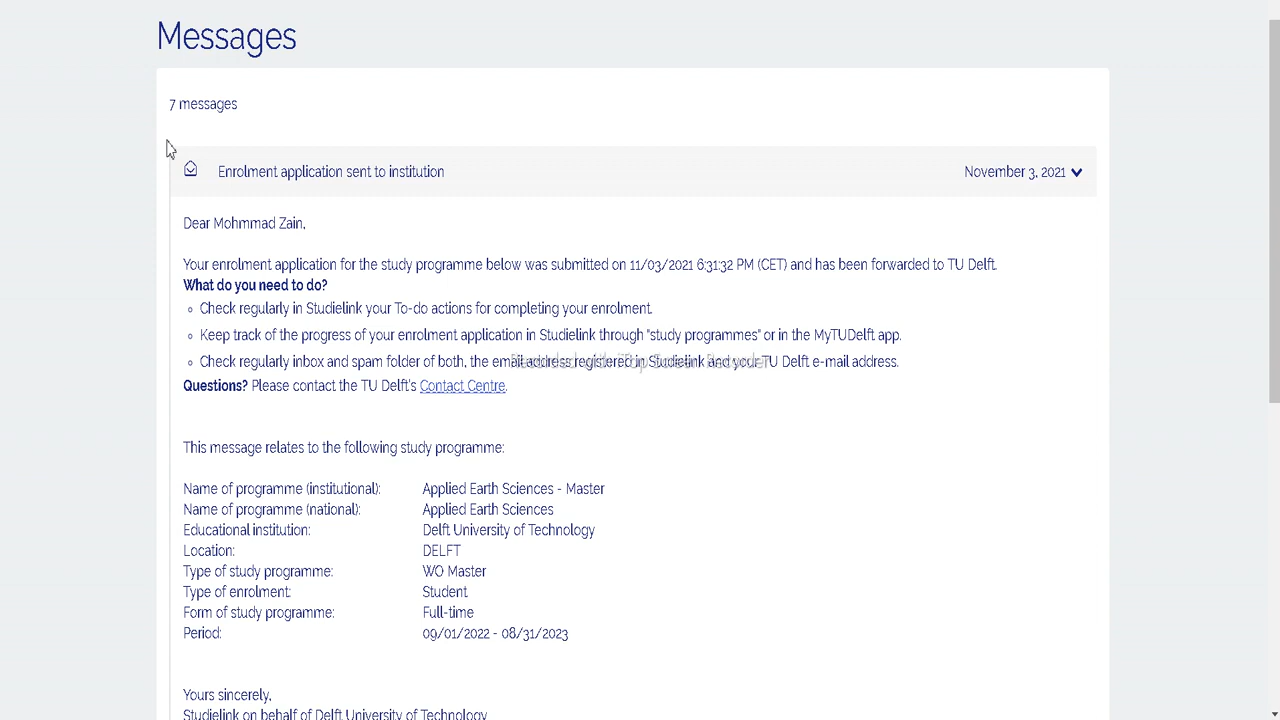 Messages
7 messages
Enrolment application sent to institution November 3, 2021
Dear Mohmmad Zain,
Your enrolment application for the study programme below was submitted on 11/03/2021 6:31:32 PM (CET) and has been forwarded to TU Delft.
What do you need to do?
Check regularly in Studielink your To-do actions for completing your enrolment.
Keep track of the progress of your enrolment application in Studielink through "study programmes" or in the MyTUDelft app.
Check regularly inbox and spam folder of both, the email address registered in Studielink and your TU Delft e-mail address.
Questions? Please contact the TU Delft's Contact Centre.
This message relates to the following study programme:
Name of programme (institutional): Applied Earth Sciences - Master
Name of programme (national): Applied Earth Sciences
Educational institution: Delft University of Technology
Location: DELFT
Type of study programme: WO Master
Type of enrolment: Student
Form of study programme: Full-time
Period: 09/01/2022 - 08/31/2023
Yours sincerely,
Studielink on behalf of Delft University of Technology